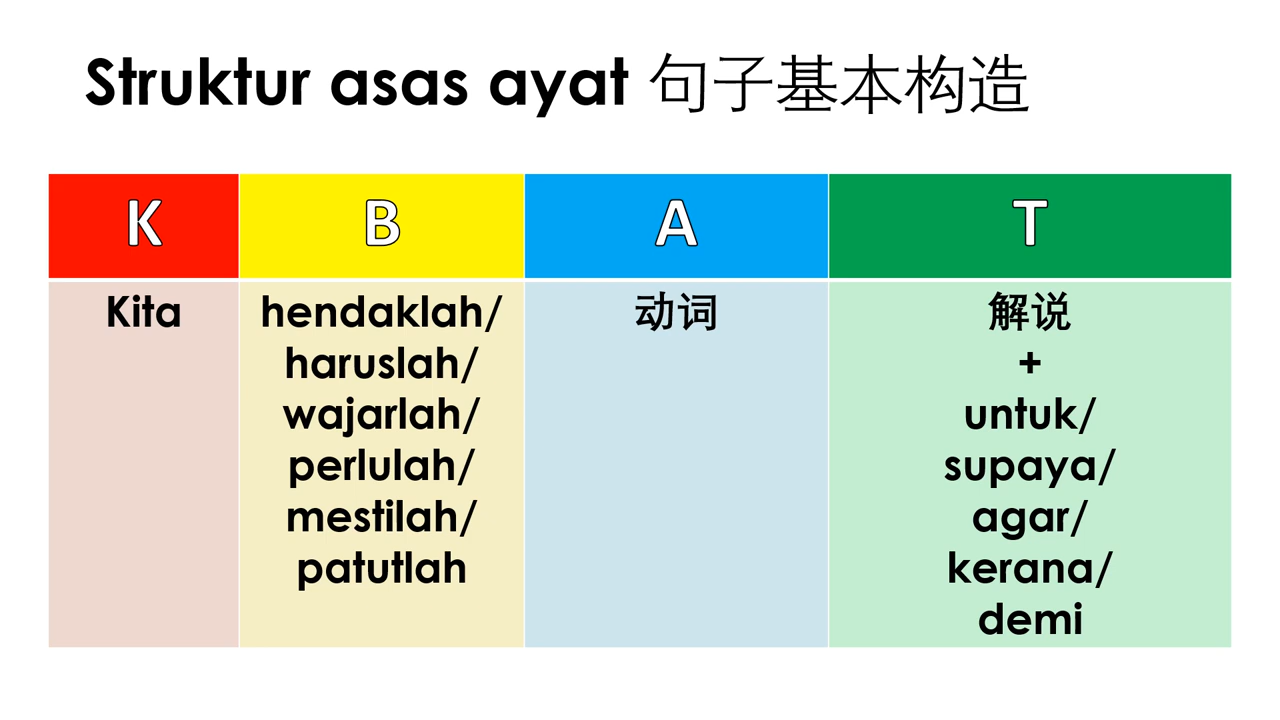 Struktur asas ayat 句子基本构造
K B A T
Kita
hendaklah/
haruslah/
wajarlah/
perlulah/
mestilah/
patutlah
动词
解说
+
untuk/
supaya/
agar/
kerana/
demi